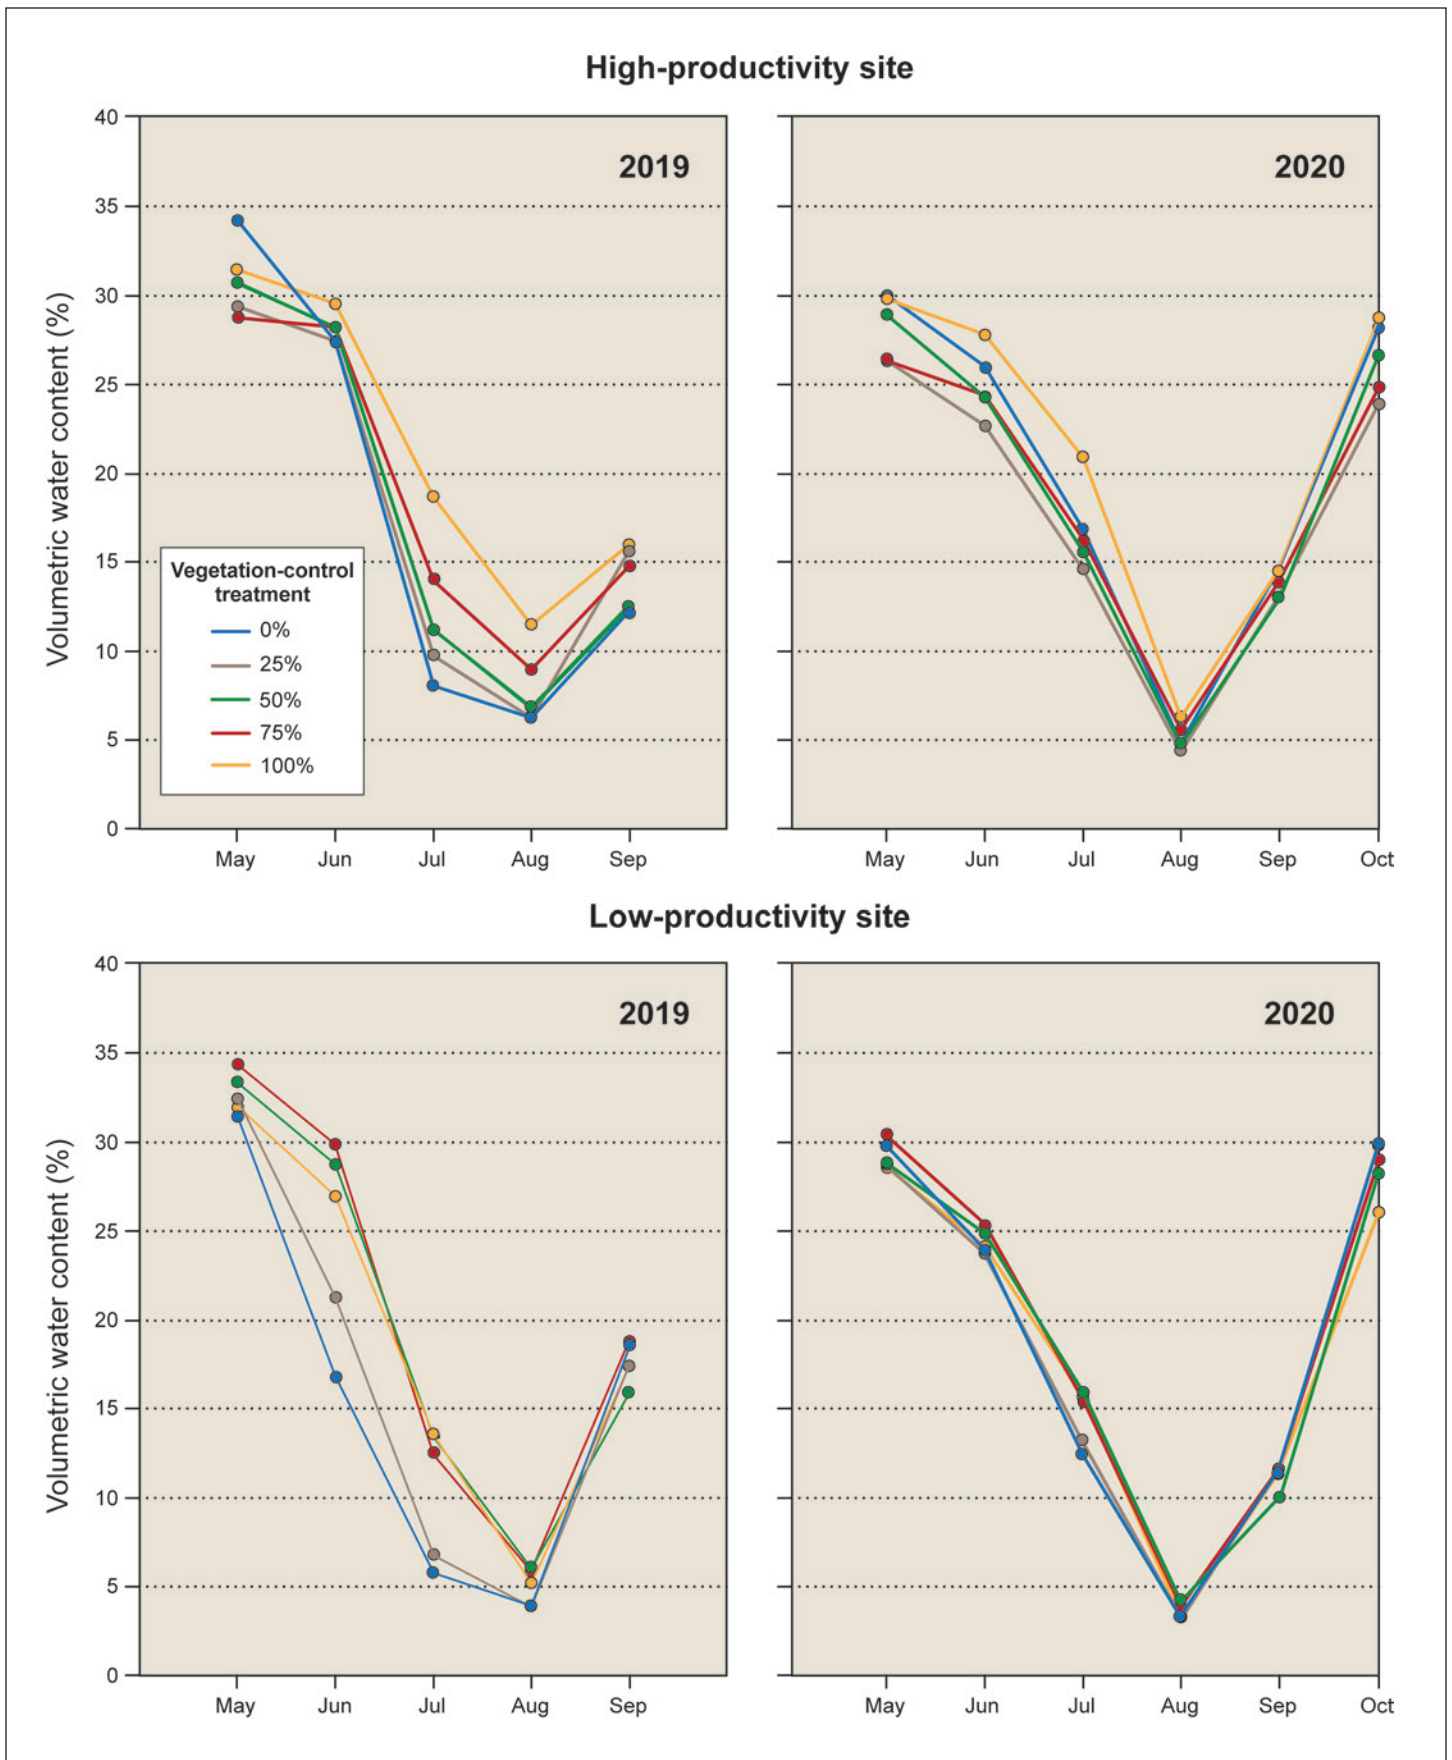 High-productivity site
2019
2020
Volumetric water content (%)
40
35
30
25
20
15
10
5
0
Vegetation-control
treatment
0%
25%
50%
75%
100%
May Jun Jul Aug Sep
May Jun Jul Aug Sep Oct
Low-productivity site
2019
2020
Volumetric water content (%)
40
35
30
25
20
15
10
5
0
May Jun Jul Aug Sep
May Jun Jul Aug Sep Oct